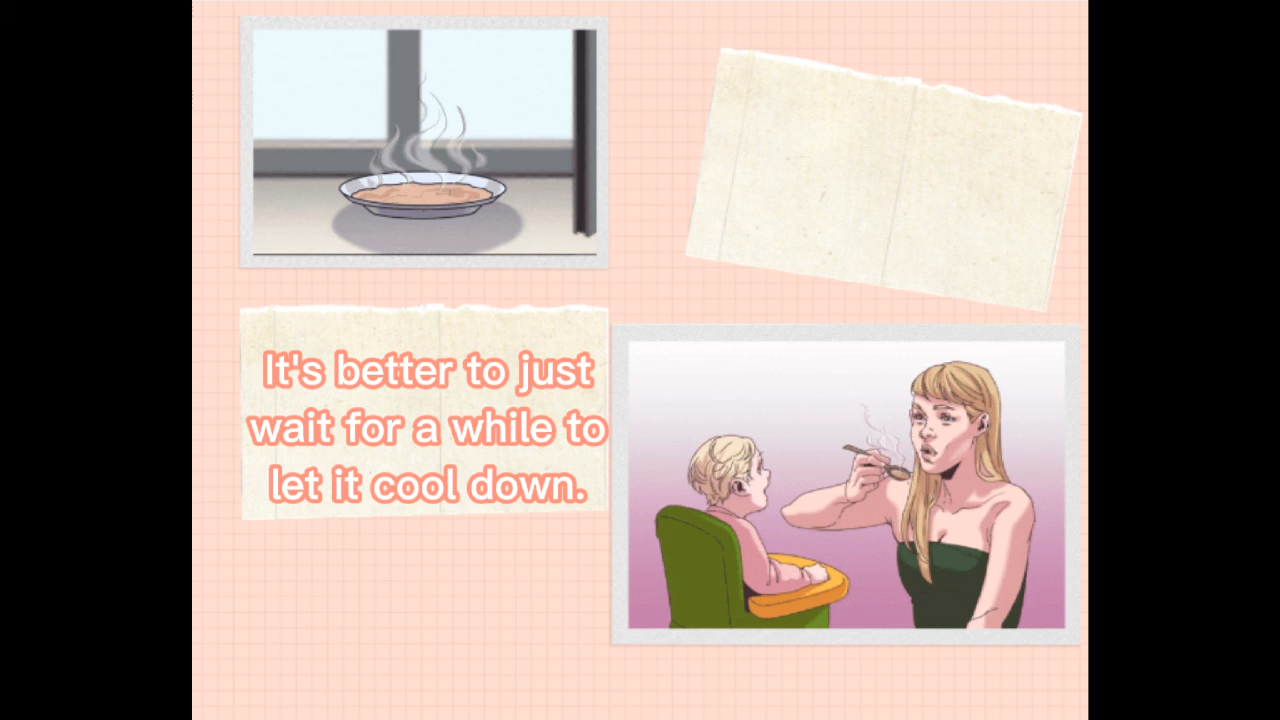 It's better to just
wait for a while to
let it cool down.